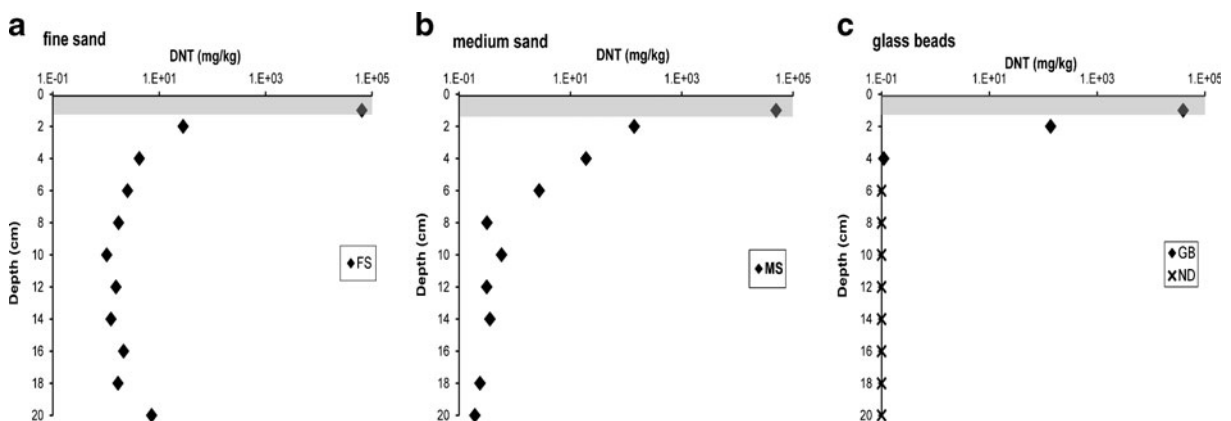 a fine sand
DNT (mg/kg)
1.E-01 1.E+01 1.E+03 1.E+05
0
2
4
6
8
10
12
14
16
18
20
Depth (cm)
FS
b medium sand
DNT (mg/kg)
1.E-01 1.E+01 1.E+03 1.E+05
0
2
4
6
8
10
12
14
16
18
20
Depth (cm)
MS
c glass beads
DNT (mg/kg)
1.E-01 1.E+01 1.E+03 1.E+05
0
2
4
6
8
10
12
14
16
18
20
Depth (cm)
GB
ND